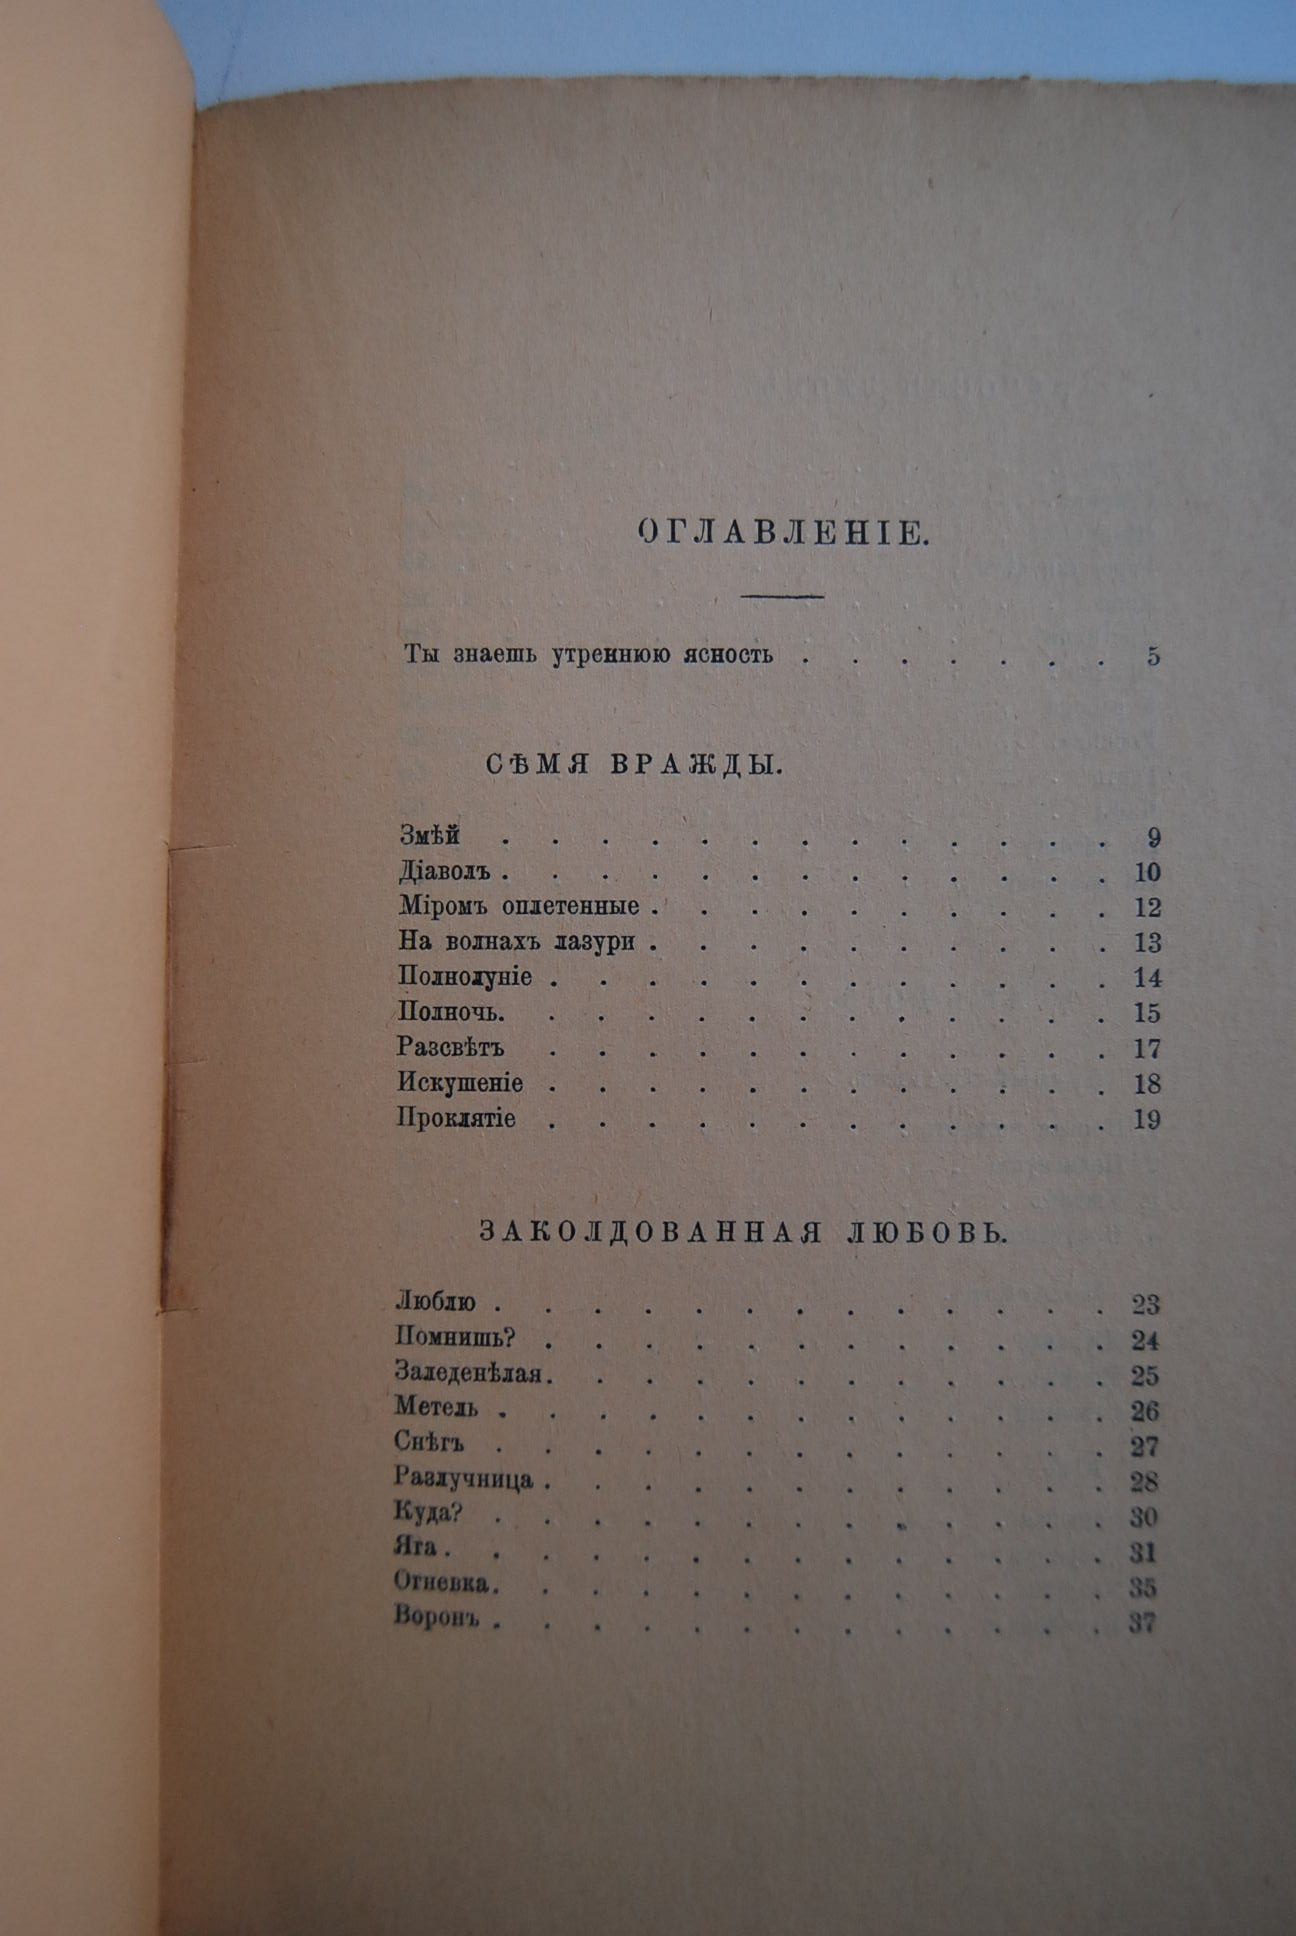 ОГЛАВЛЕНІЕ.
Ты знаешь утреннюю ясность . . . . . . . 5
СѢМЯ ВРАЖДЫ.
Змѣй . . . . . . . . . . . . . 9
Діаволъ . . . . . . . . . . . . . 10
Міромъ оплетенные . . . . . . . . . . 12
На волнахъ лазури . . . . . . . . . . 13
Полнолуніе . . . . . . . . . . . . 14
Полночь. . . . . . . . . . . . . 15
Разсвѣтъ . . . . . . . . . . . . 17
Искушеніе . . . . . . . . . . . . 18
Проклятіе . . . . . . . . . . . . 19
ЗАКОЛДОВАННАЯ ЛЮБОВЬ.
Люблю . . . . . . . . . . . . . 23
Помнишь? . . . . . . . . . . . . 24
Заледенѣлая. . . . . . . . . . . . 25
Метель . . . . . . . . . . . . . 26
Снѣгъ . . . . . . . . . . . . . 27
Разлучница . . . . . . . . . . . . 28
Куда? . . . . . . . . . . . . . 30
Яга . . . . . . . . . . . . . . 31
Огневка. . . . . . . . . . . . . 35
Воронъ . . . . . . . . . . . . . 37